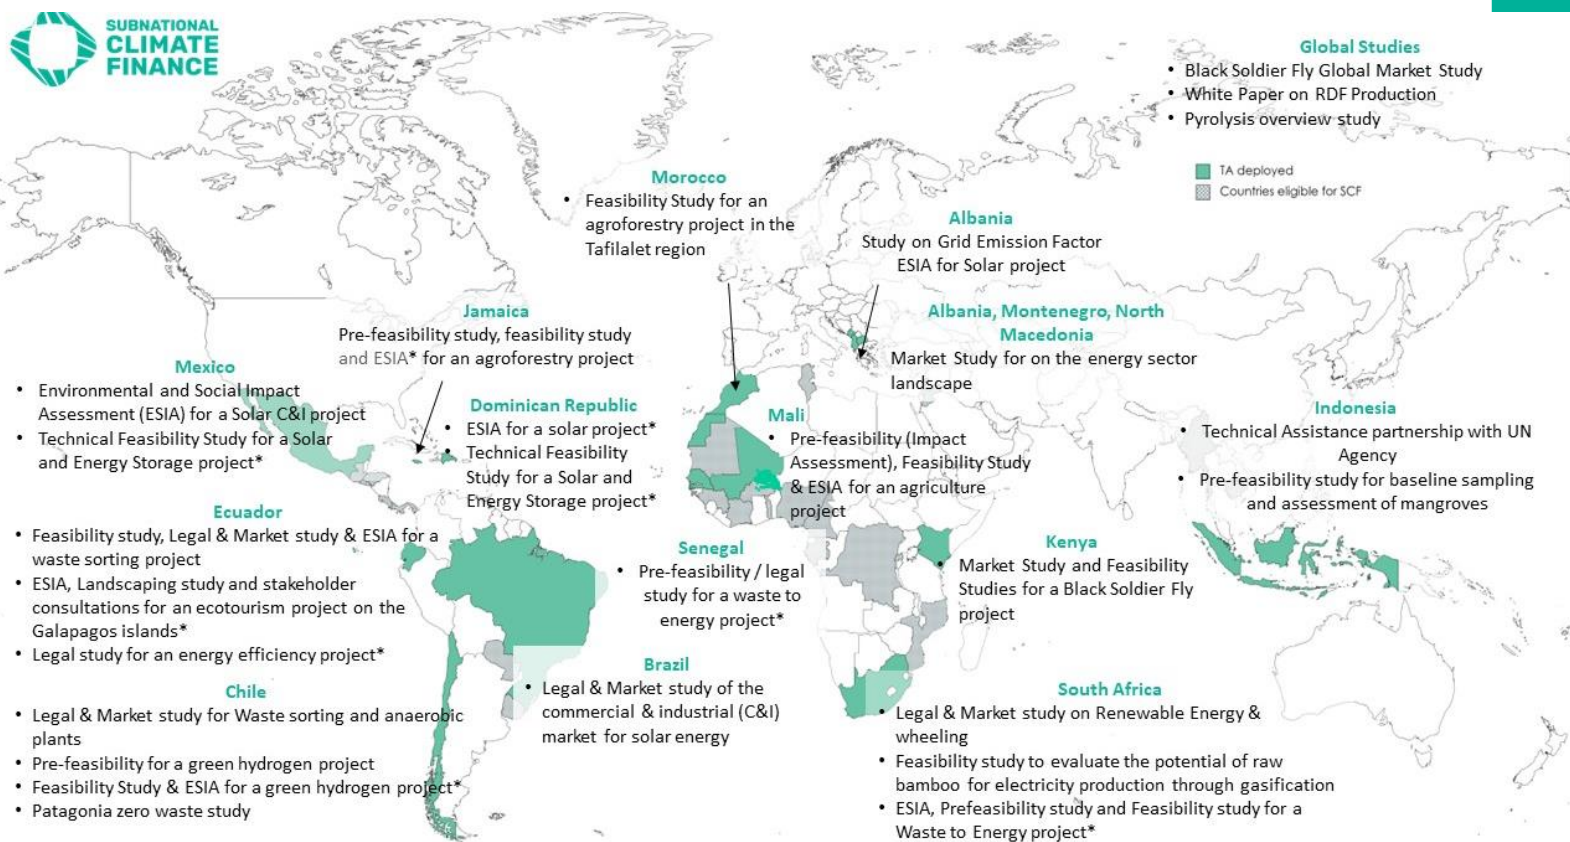 SUBNATIONAL
CLIMATE
FINANCE
Global Studies
• Black Soldier Fly Global Market Study
• White Paper on RDF Production
• Pyrolysis overview study
TA deployed
Countries eligible for SCF
Morocco
• Feasibility Study for an
agroforestry project in the
Tafilalet region
Albania
Study on Grid Emission Factor
ESIA for Solar project
Albania, Montenegro, North
Macedonia
Market Study for on the energy sector
landscape
Jamaica
Pre-feasibility study, feasibility study
and ESIA* for an agroforestry project
Mexico
• Environmental and Social Impact
Assessment (ESIA) for a Solar C&I project
• Technical Feasibility Study for a Solar
and Energy Storage project*
Dominican Republic
• ESIA for a solar project*
• Technical Feasibility
Study for a Solar and
Energy Storage project*
Mali
• Pre-feasibility (Impact
Assessment), Feasibility Study
& ESIA for an agriculture
project
Indonesia
• Technical Assistance partnership with UN
Agency
• Pre-feasibility study for baseline sampling
and assessment of mangroves
Ecuador
• Feasibility study, Legal & Market study & ESIA for a
waste sorting project
• ESIA, Landscaping study and stakeholder
consultations for an ecotourism project on the
Galapagos islands*
• Legal study for an energy efficiency project*
Senegal
• Pre-feasibility / legal
study for a waste to
energy project*
Kenya
• Market Study and Feasibility
Studies for a Black Soldier Fly
project
Brazil
• Legal & Market study of the
commercial & industrial (C&I)
market for solar energy
Chile
• Legal & Market study for Waste sorting and anaerobic
plants
• Pre-feasibility for a green hydrogen project
• Feasibility Study & ESIA for a green hydrogen project*
• Patagonia zero waste study
South Africa
• Legal & Market study on Renewable Energy &
wheeling
• Feasibility study to evaluate the potential of raw
bamboo for electricity production through gasification
• ESIA, Prefeasibility study and Feasibility study for a
Waste to Energy project*